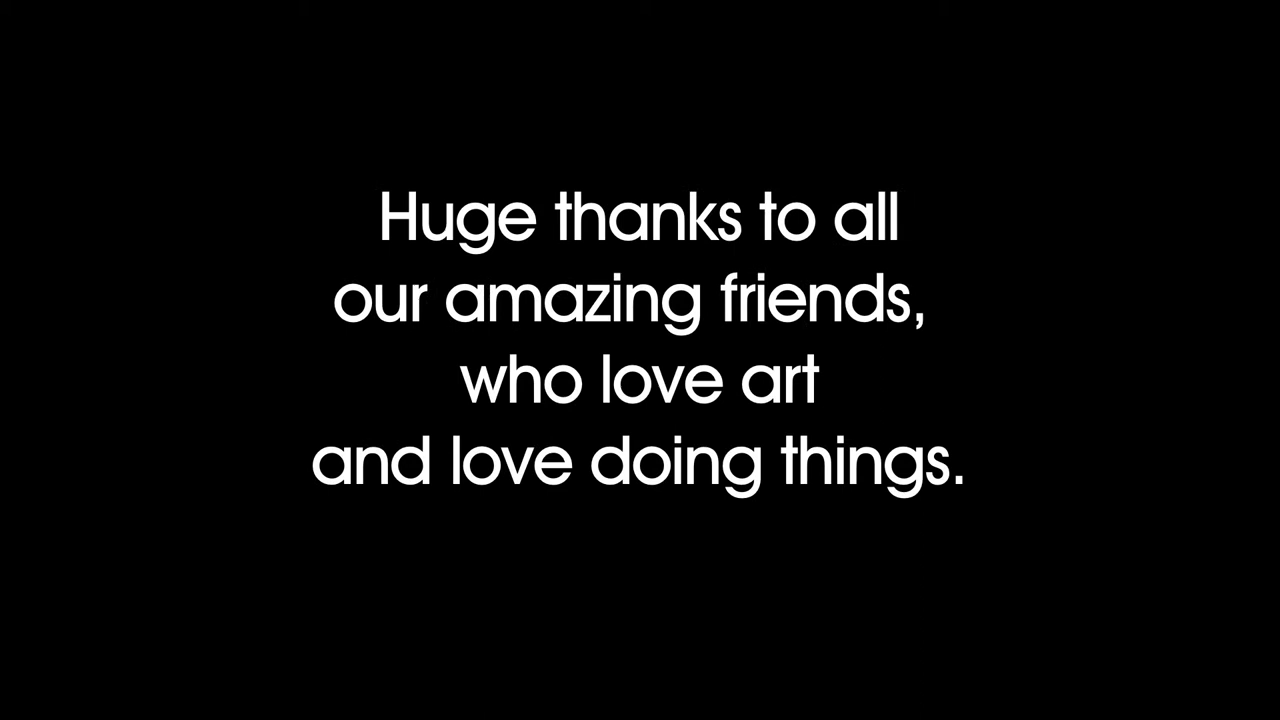 Huge thanks to all
our amazing friends,
who love art
and love doing things.